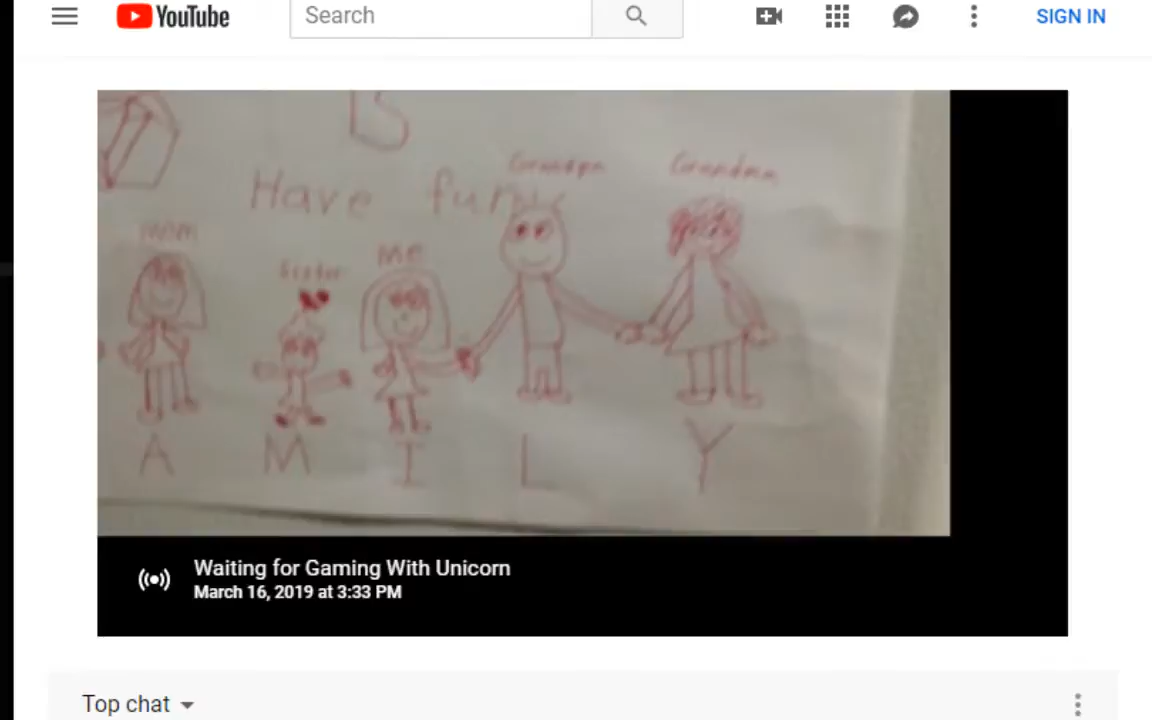 YouTube
Search
SIGN IN
B
Have fun
Grandpa
Grandma
mom
Sister
Me
A M I L Y
Waiting for Gaming With Unicorn
March 16, 2019 at 3:33 PM
Top chat